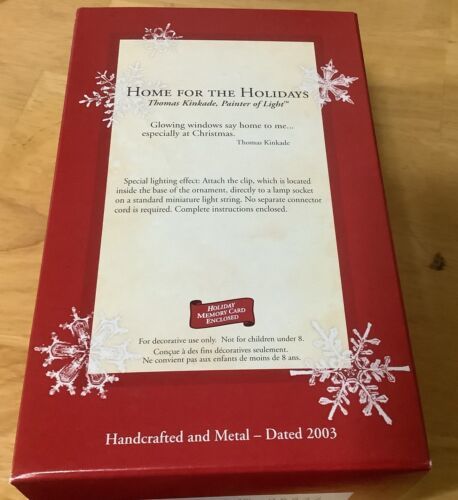 HOME FOR THE HOLIDAYS
Thomas Kinkade, Painter of Light™
Glowing windows say home to me...
especially at Christmas.
Thomas Kinkade
Special lighting effect: Attach the clip, which is located
inside the base of the ornament, directly to a lamp socket
on a standard miniature light string. No separate connector
cord is required. Complete instructions enclosed.
HOLIDAY
MEMORY CARD
ENCLOSED
For decorative use only. Not for children under 8.
Conçue à des fins décoratives seulement.
Ne convient pas aux enfants de moins de 8 ans.
Handcrafted and Metal – Dated 2003